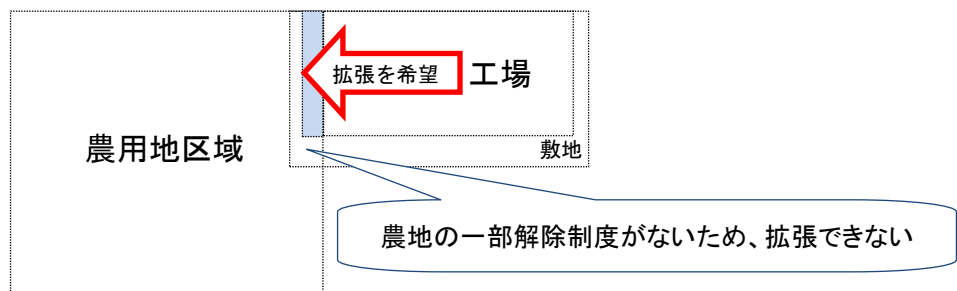 拡張を希望
工場
農用地区域
敷地
農地の一部解除制度がないため、拡張できない